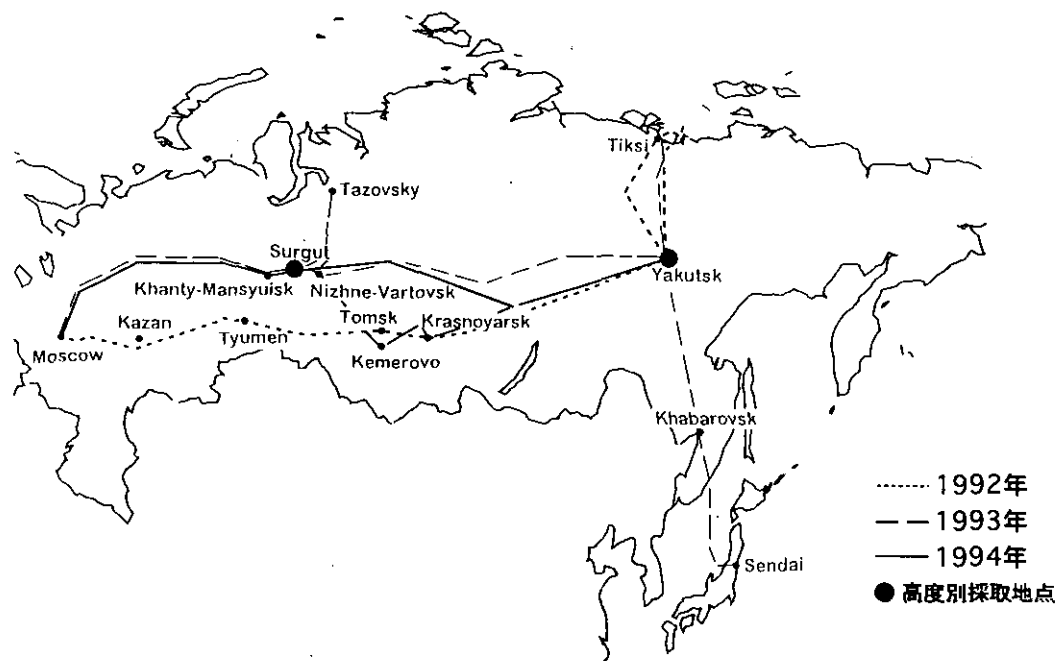 Tiksi
Tazovsky
Surgut
Yakutsk
Khanty-Mansyuisk
Nizhne-Vartovsk
Kazan
Tomsk
Krasnoyarsk
Moscow
Tyumen
Kemerovo
Khabarovsk
Sendai
1992年
1993年
1994年
高度別採取地点